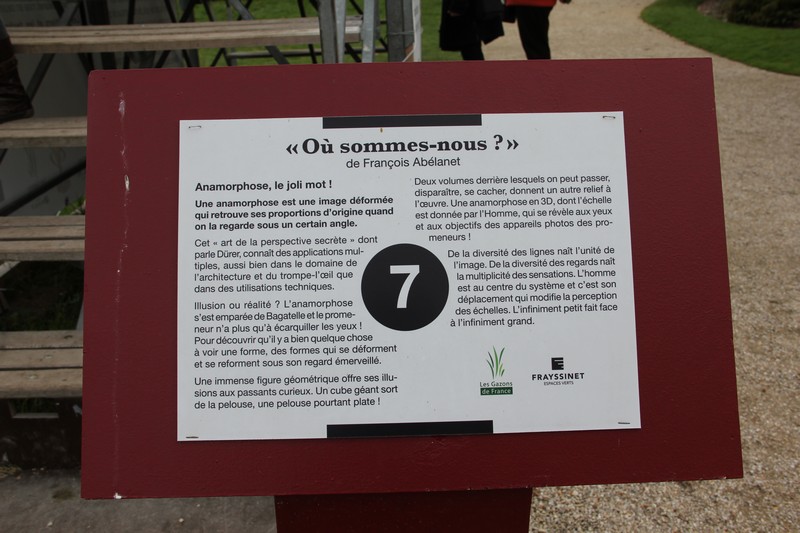 « Où sommes-nous ? »
de François Abélanet
Anamorphose, le joli mot !
Une anamorphose est une image déformée
qui retrouve ses proportions d'origine quand
on la regarde sous un certain angle.
Cet « art de la perspective secrète » dont
parle Dürer, connaît des applications mul-
tiples, aussi bien dans le domaine de
l'architecture et du trompe-l'œil que
dans des utilisations techniques.
Illusion ou réalité ? L'anamorphose
s'est emparée de Bagatelle et le prome-
neur n'a plus qu'à écarquiller les yeux !
Pour découvrir qu'il y a bien quelque chose
à voir une forme, des formes qui se déforment
et se reforment sous son regard émerveillé.
Une immense figure géométrique offre ses illu-
sions aux passants curieux. Un cube géant sort
de la pelouse, une pelouse pourtant plate !
Deux volumes derrière lesquels on peut passer,
disparaître, se cacher, donnent un autre relief à
l'œuvre. Une anamorphose en 3D, dont l'échelle
est donnée par l'Homme, qui se révèle aux yeux
et aux objectifs des appareils photos des pro-
meneurs !
De la diversité des lignes naît l'unité de
l'image. De la diversité des regards naît
la multiplicité des sensations. L'homme
est au centre du système et c'est son
déplacement qui modifie la perception
des échelles. L'infiniment petit fait face
à l'infiniment grand.
7
Les Gazons
de France
FRAYSSINET
ESPACES VERTS